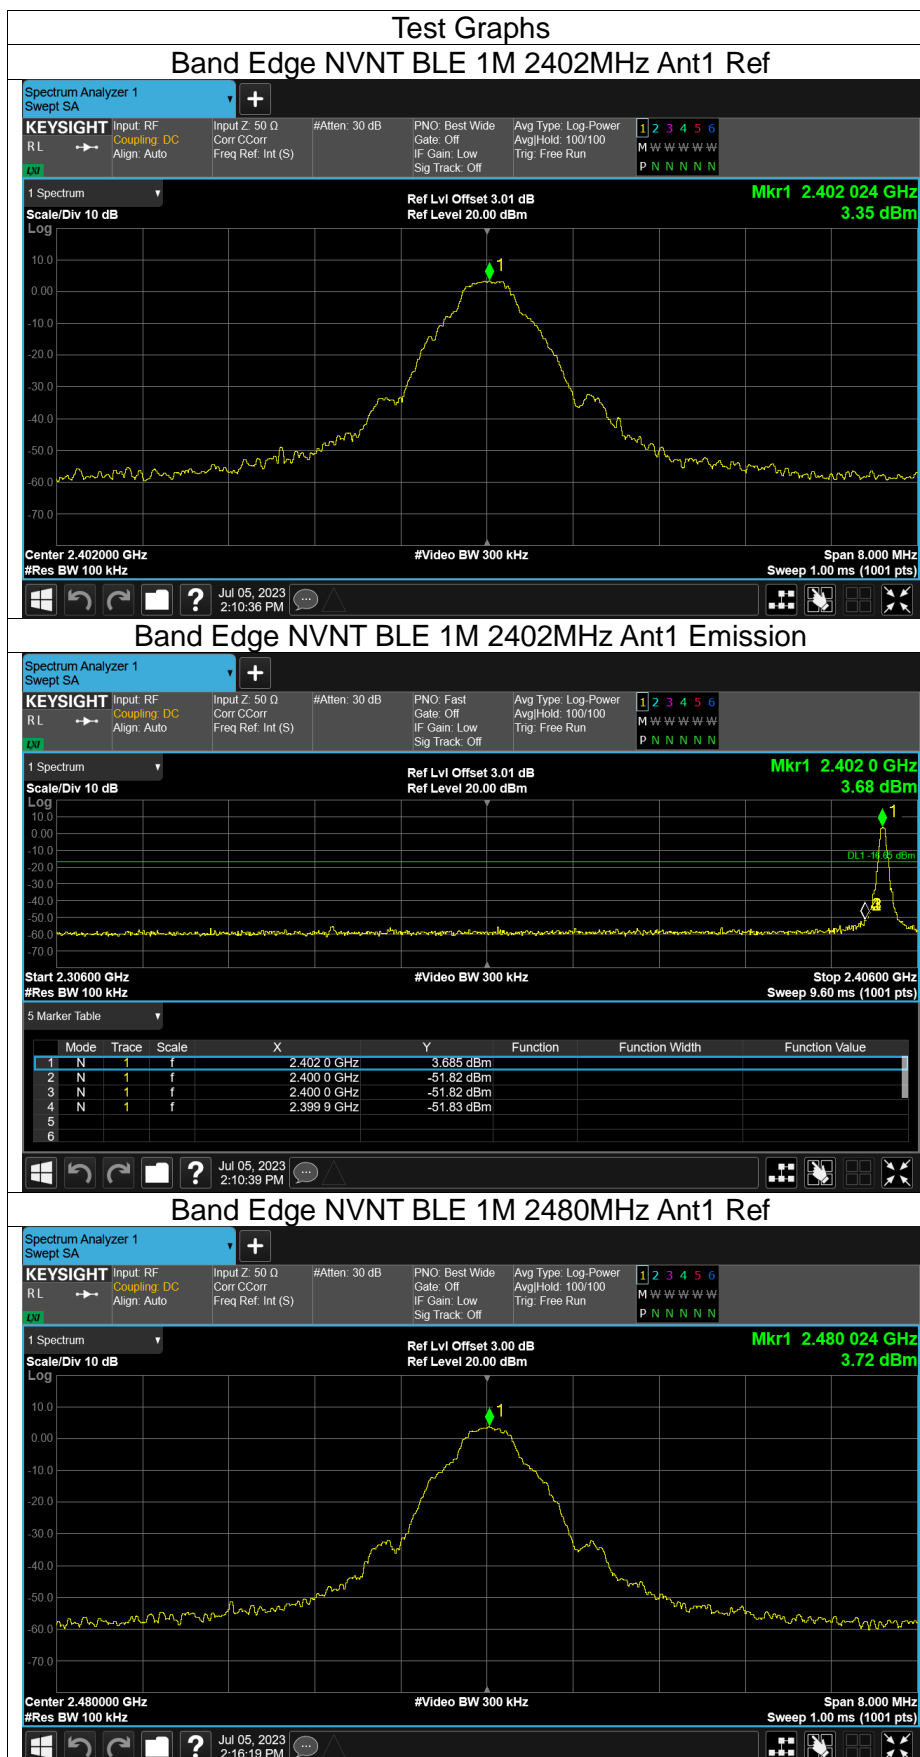 Test Graphs
Band Edge NVNT BLE 1M 2402MHz Ant1 Ref
Spectrum Analyzer 1
Swept SA
KEYSIGHT Input: RF Input Z: 50 Ω #Atten: 30 dB PNO: Best Wide Avg Type: Log-Power 1 2 3 4 5 6
RL Coupling: DC Corr CCorr Gate: Off Avg|Hold: 100/100 M W W W W W
Align: Auto Freq Ref: Int (S) IF Gain: Low Trig: Free Run
LXI Sig Track: Off P N N N N N
1 Spectrum Ref Lvl Offset 3.01 dB Mkr1 2.402 024 GHz
Scale/Div 10 dB Ref Level 20.00 dBm 3.35 dBm
Log
1
10.0
0.00
-10.0
-20.0
-30.0
-40.0
-50.0
-60.0
-70.0
Center 2.402000 GHz #Video BW 300 kHz Span 8.000 MHz
#Res BW 100 kHz Sweep 1.00 ms (1001 pts)
? Jul 05, 2023
2:10:36 PM
Band Edge NVNT BLE 1M 2402MHz Ant1 Emission
Spectrum Analyzer 1
Swept SA
KEYSIGHT Input: RF Input Z: 50 Ω #Atten: 30 dB PNO: Fast Avg Type: Log-Power 1 2 3 4 5 6
RL Coupling: DC Corr CCorr Gate: Off Avg|Hold: 100/100 M W W W W W
Align: Auto Freq Ref: Int (S) IF Gain: Low Trig: Free Run
LXI Sig Track: Off P N N N N N
1 Spectrum Ref Lvl Offset 3.01 dB Mkr1 2.402 0 GHz
Scale/Div 10 dB Ref Level 20.00 dBm 3.68 dBm
Log
10.0 1
0.00
-10.0 DL1 -16.65 dBm
-20.0
-30.0
-40.0
-50.0
-60.0
-70.0
Start 2.30600 GHz #Video BW 300 kHz Stop 2.40600 GHz
#Res BW 100 kHz Sweep 9.60 ms (1001 pts)
5 Marker Table
Mode Trace Scale X Y Function Function Width Function Value
1 N 1 f 2.402 0 GHz 3.685 dBm
2 N 1 f 2.400 0 GHz -51.82 dBm
3 N 1 f 2.400 0 GHz -51.82 dBm
4 N 1 f 2.399 9 GHz -51.83 dBm
5
6
? Jul 05, 2023
2:10:39 PM
Band Edge NVNT BLE 1M 2480MHz Ant1 Ref
Spectrum Analyzer 1
Swept SA
KEYSIGHT Input: RF Input Z: 50 Ω #Atten: 30 dB PNO: Best Wide Avg Type: Log-Power 1 2 3 4 5 6
RL Coupling: DC Corr CCorr Gate: Off Avg|Hold: 100/100 M W W W W W
Align: Auto Freq Ref: Int (S) IF Gain: Low Trig: Free Run
LXI Sig Track: Off P N N N N N
1 Spectrum Ref Lvl Offset 3.00 dB Mkr1 2.480 024 GHz
Scale/Div 10 dB Ref Level 20.00 dBm 3.72 dBm
Log
1
10.0
0.00
-10.0
-20.0
-30.0
-40.0
-50.0
-60.0
-70.0
Center 2.480000 GHz #Video BW 300 kHz Span 8.000 MHz
#Res BW 100 kHz Sweep 1.00 ms (1001 pts)
? Jul 05, 2023
2:16:19 PM